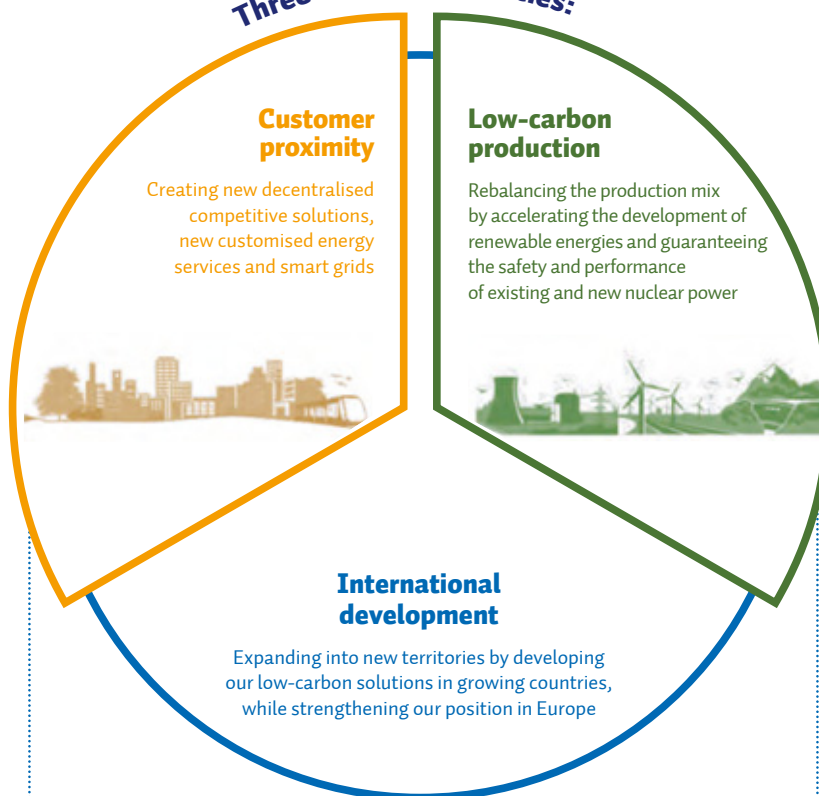 Three
Customer
proximity
Creating new decentralised
competitive solutions,
new customised energy
services and smart grids
Low-carbon
production
Rebalancing the production mix
by accelerating the development of
renewable energies and guaranteeing
the safety and performance
of existing and new nuclear power
International
development
Expanding into new territories by developing
our low-carbon solutions in growing countries,
while strengthening our position in Europe